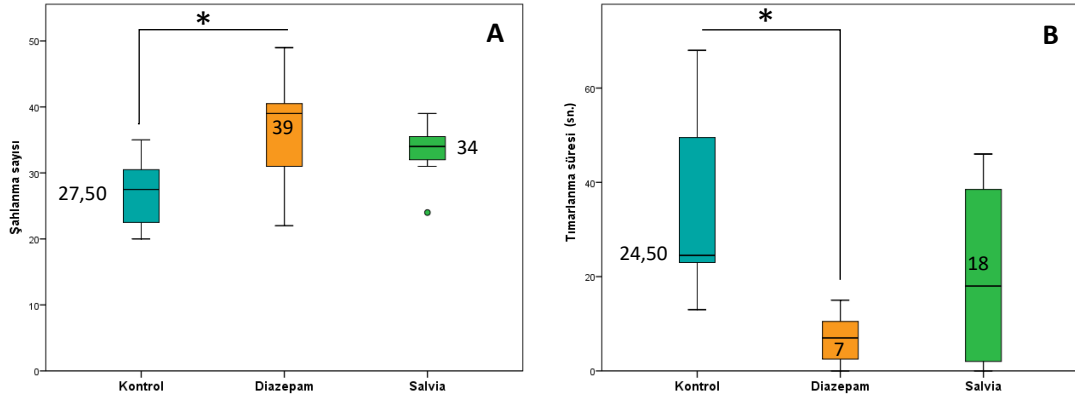 A
*
Şahlanma sayısı
50
40
30
20
10
0
27,50
39
34
Kontrol
Diazepam
Salvia
B
*
Tımarlanma süresi (sn.)
60
40
20
0
24,50
7
18
Kontrol
Diazepam
Salvia